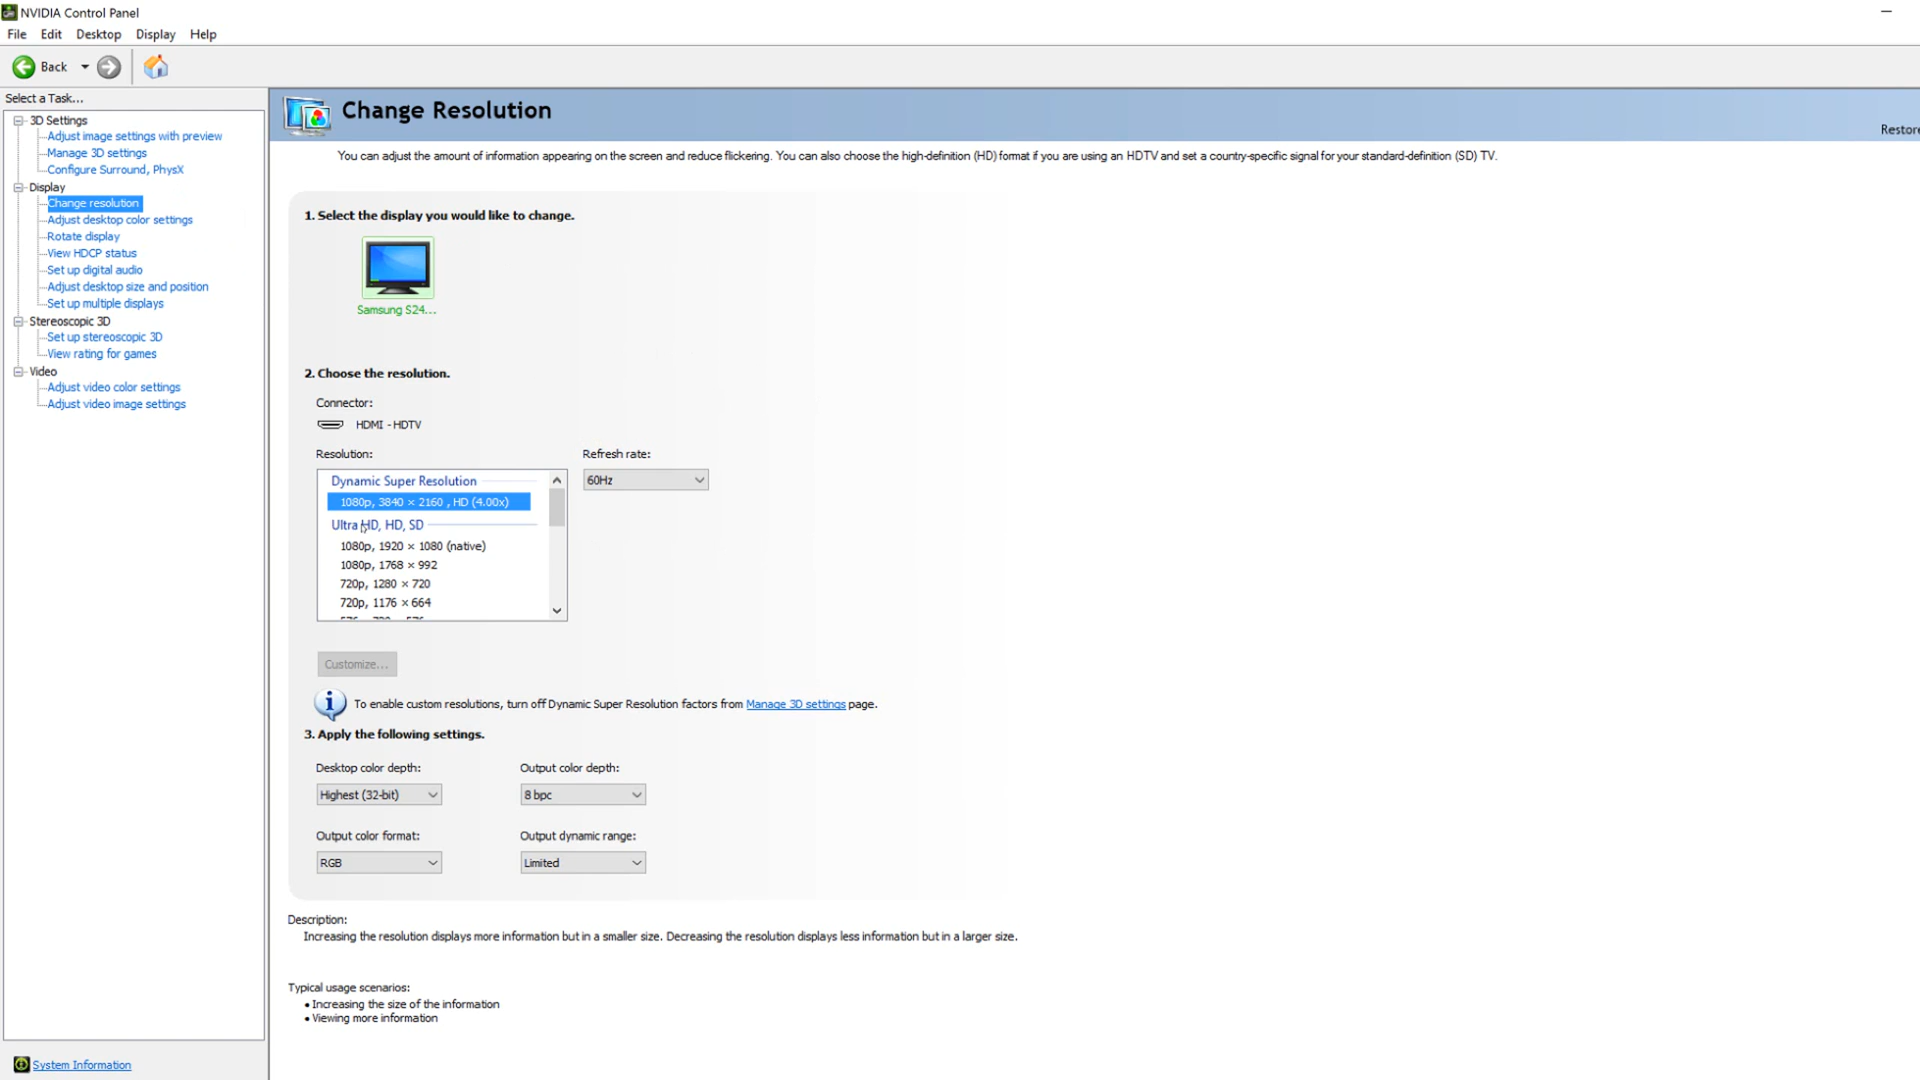 NVIDIA Control Panel
File Edit Desktop Display Help
Back
Select a Task...
3D Settings
Adjust image settings with preview
Manage 3D settings
Configure Surround, PhysX
Display
Change resolution
Adjust desktop color settings
Rotate display
View HDCP status
Set up digital audio
Adjust desktop size and position
Set up multiple displays
Stereoscopic 3D
Set up stereoscopic 3D
View rating for games
Video
Adjust video color settings
Adjust video image settings
System Information
Change Resolution
Restore
You can adjust the amount of information appearing on the screen and reduce flickering. You can also choose the high-definition (HD) format if you are using an HDTV and set a country-specific signal for your standard-definition (SD) TV.
1. Select the display you would like to change.
Samsung S24...
2. Choose the resolution.
Connector:
HDMI - HDTV
Resolution:
Refresh rate:
60Hz
Dynamic Super Resolution
1080p, 3840 × 2160 , HD (4.00x)
Ultra HD, HD, SD
1080p, 1920 × 1080 (native)
1080p, 1768 × 992
720p, 1280 × 720
720p, 1176 × 664
Customize...
To enable custom resolutions, turn off Dynamic Super Resolution factors from Manage 3D settings page.
3. Apply the following settings.
Desktop color depth:
Output color depth:
Highest (32-bit)
8 bpc
Output color format:
Output dynamic range:
RGB
Limited
Description:
Increasing the resolution displays more information but in a smaller size. Decreasing the resolution displays less information but in a larger size.
Typical usage scenarios:
• Increasing the size of the information
• Viewing more information